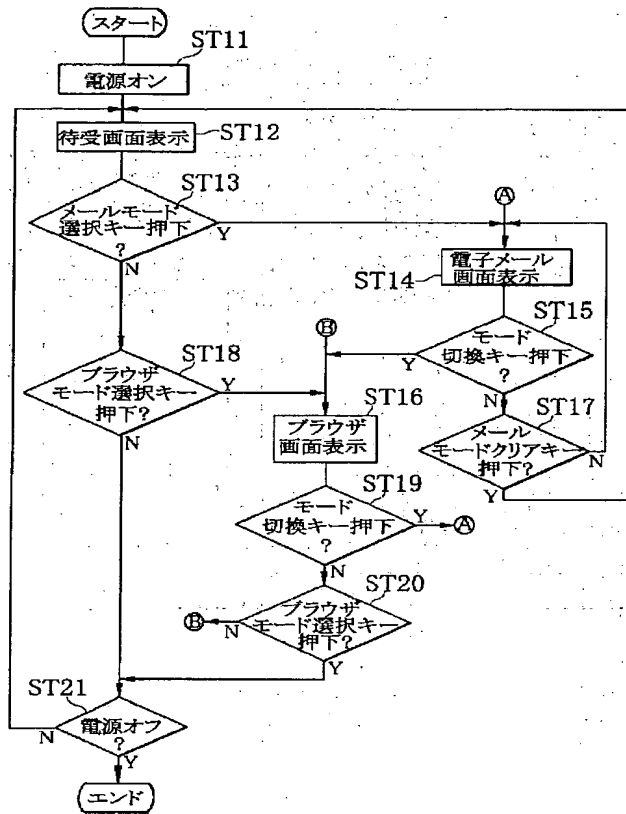 スタート
ST11
電源オン
待受画面表示
ST12
ST13
メールモード
選択キー押下
?
Y
N
Ⓐ
電子メール
画面表示
ST14
ST15
モード
切換キー押下
?
Y
N
Ⓑ
ST18
ブラウザ
モード選択キー
押下?
Y
N
ST16
ブラウザ
画面表示
ST17
メール
モードクリアキー
押下?
N
Y
ST19
モード
切換キー押下
?
Y
Ⓐ
N
ST20
ブラウザ
モード選択キー
押下?
Ⓑ
N
Y
ST21
電源オフ
?
N
Y
エンド